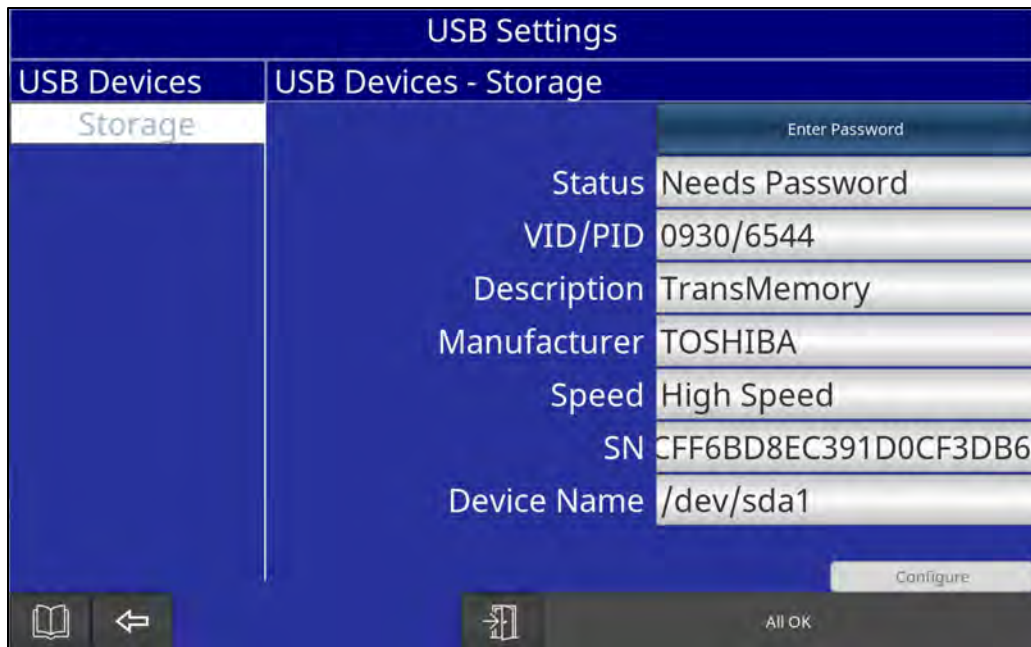 USB Settings
USB Devices
USB Devices - Storage
Storage
Enter Password
Status Needs Password
VID/PID 0930/6544
Description TransMemory
Manufacturer TOSHIBA
Speed High Speed
SN CFF6BD8EC391D0CF3DB6
Device Name /dev/sda1
Configure
All OK